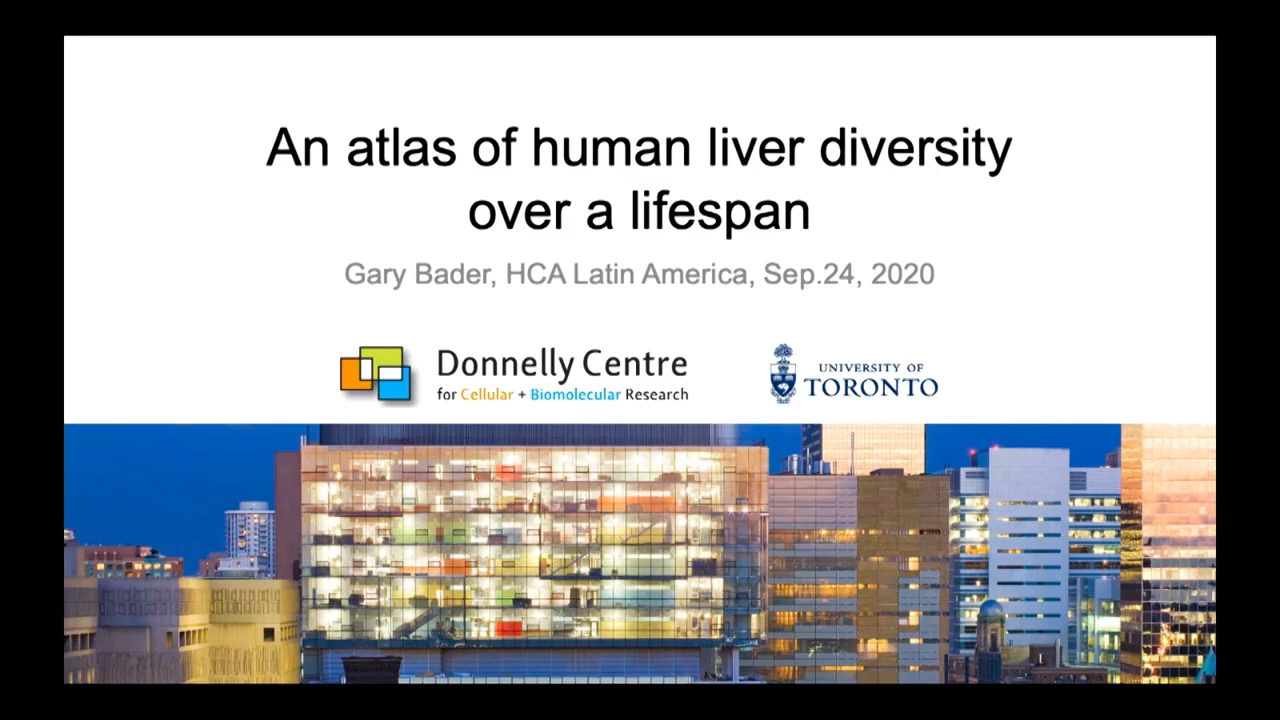 An atlas of human liver diversity
over a lifespan
Gary Bader, HCA Latin America, Sep.24, 2020
Donnelly Centre
for Cellular + Biomolecular Research
UNIVERSITY OF
TORONTO